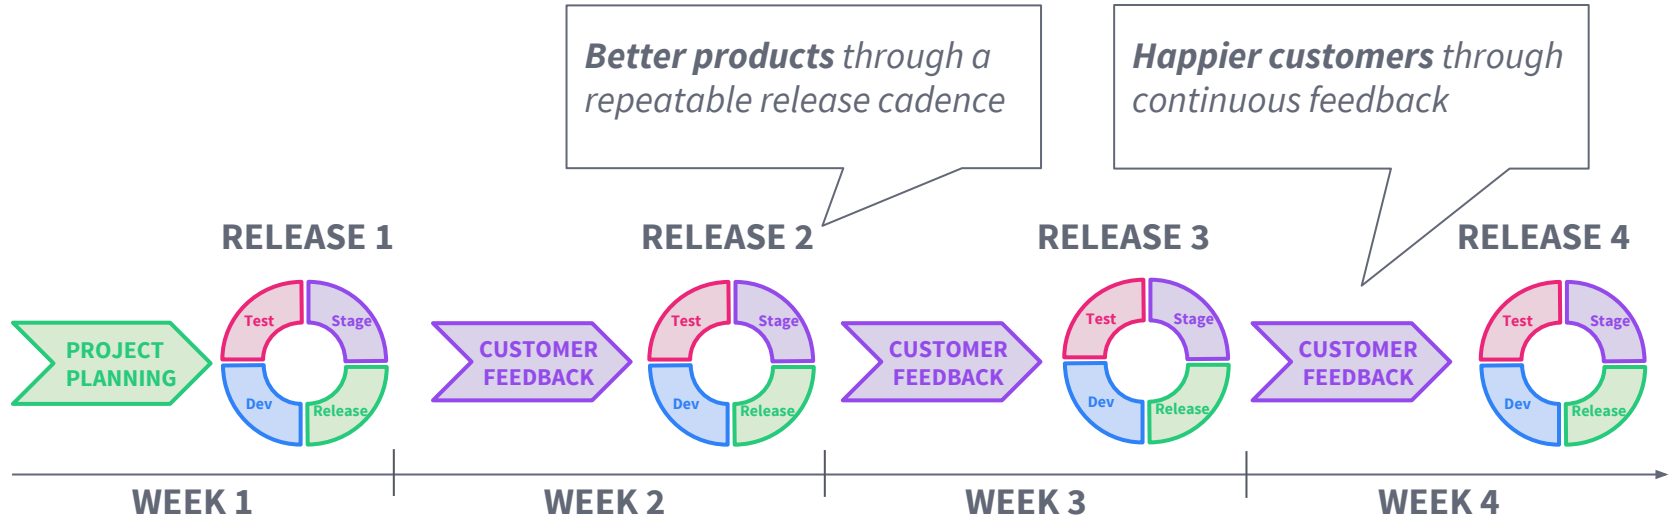 Better products through a
repeatable release cadence
Happier customers through
continuous feedback
RELEASE 1
RELEASE 2
RELEASE 3
RELEASE 4
PROJECT
PLANNING
Test
Stage
Dev
Release
CUSTOMER
FEEDBACK
Test
Stage
Dev
Release
CUSTOMER
FEEDBACK
Test
Stage
Dev
Release
CUSTOMER
FEEDBACK
Test
Stage
Dev
Release
WEEK 1
WEEK 2
WEEK 3
WEEK 4